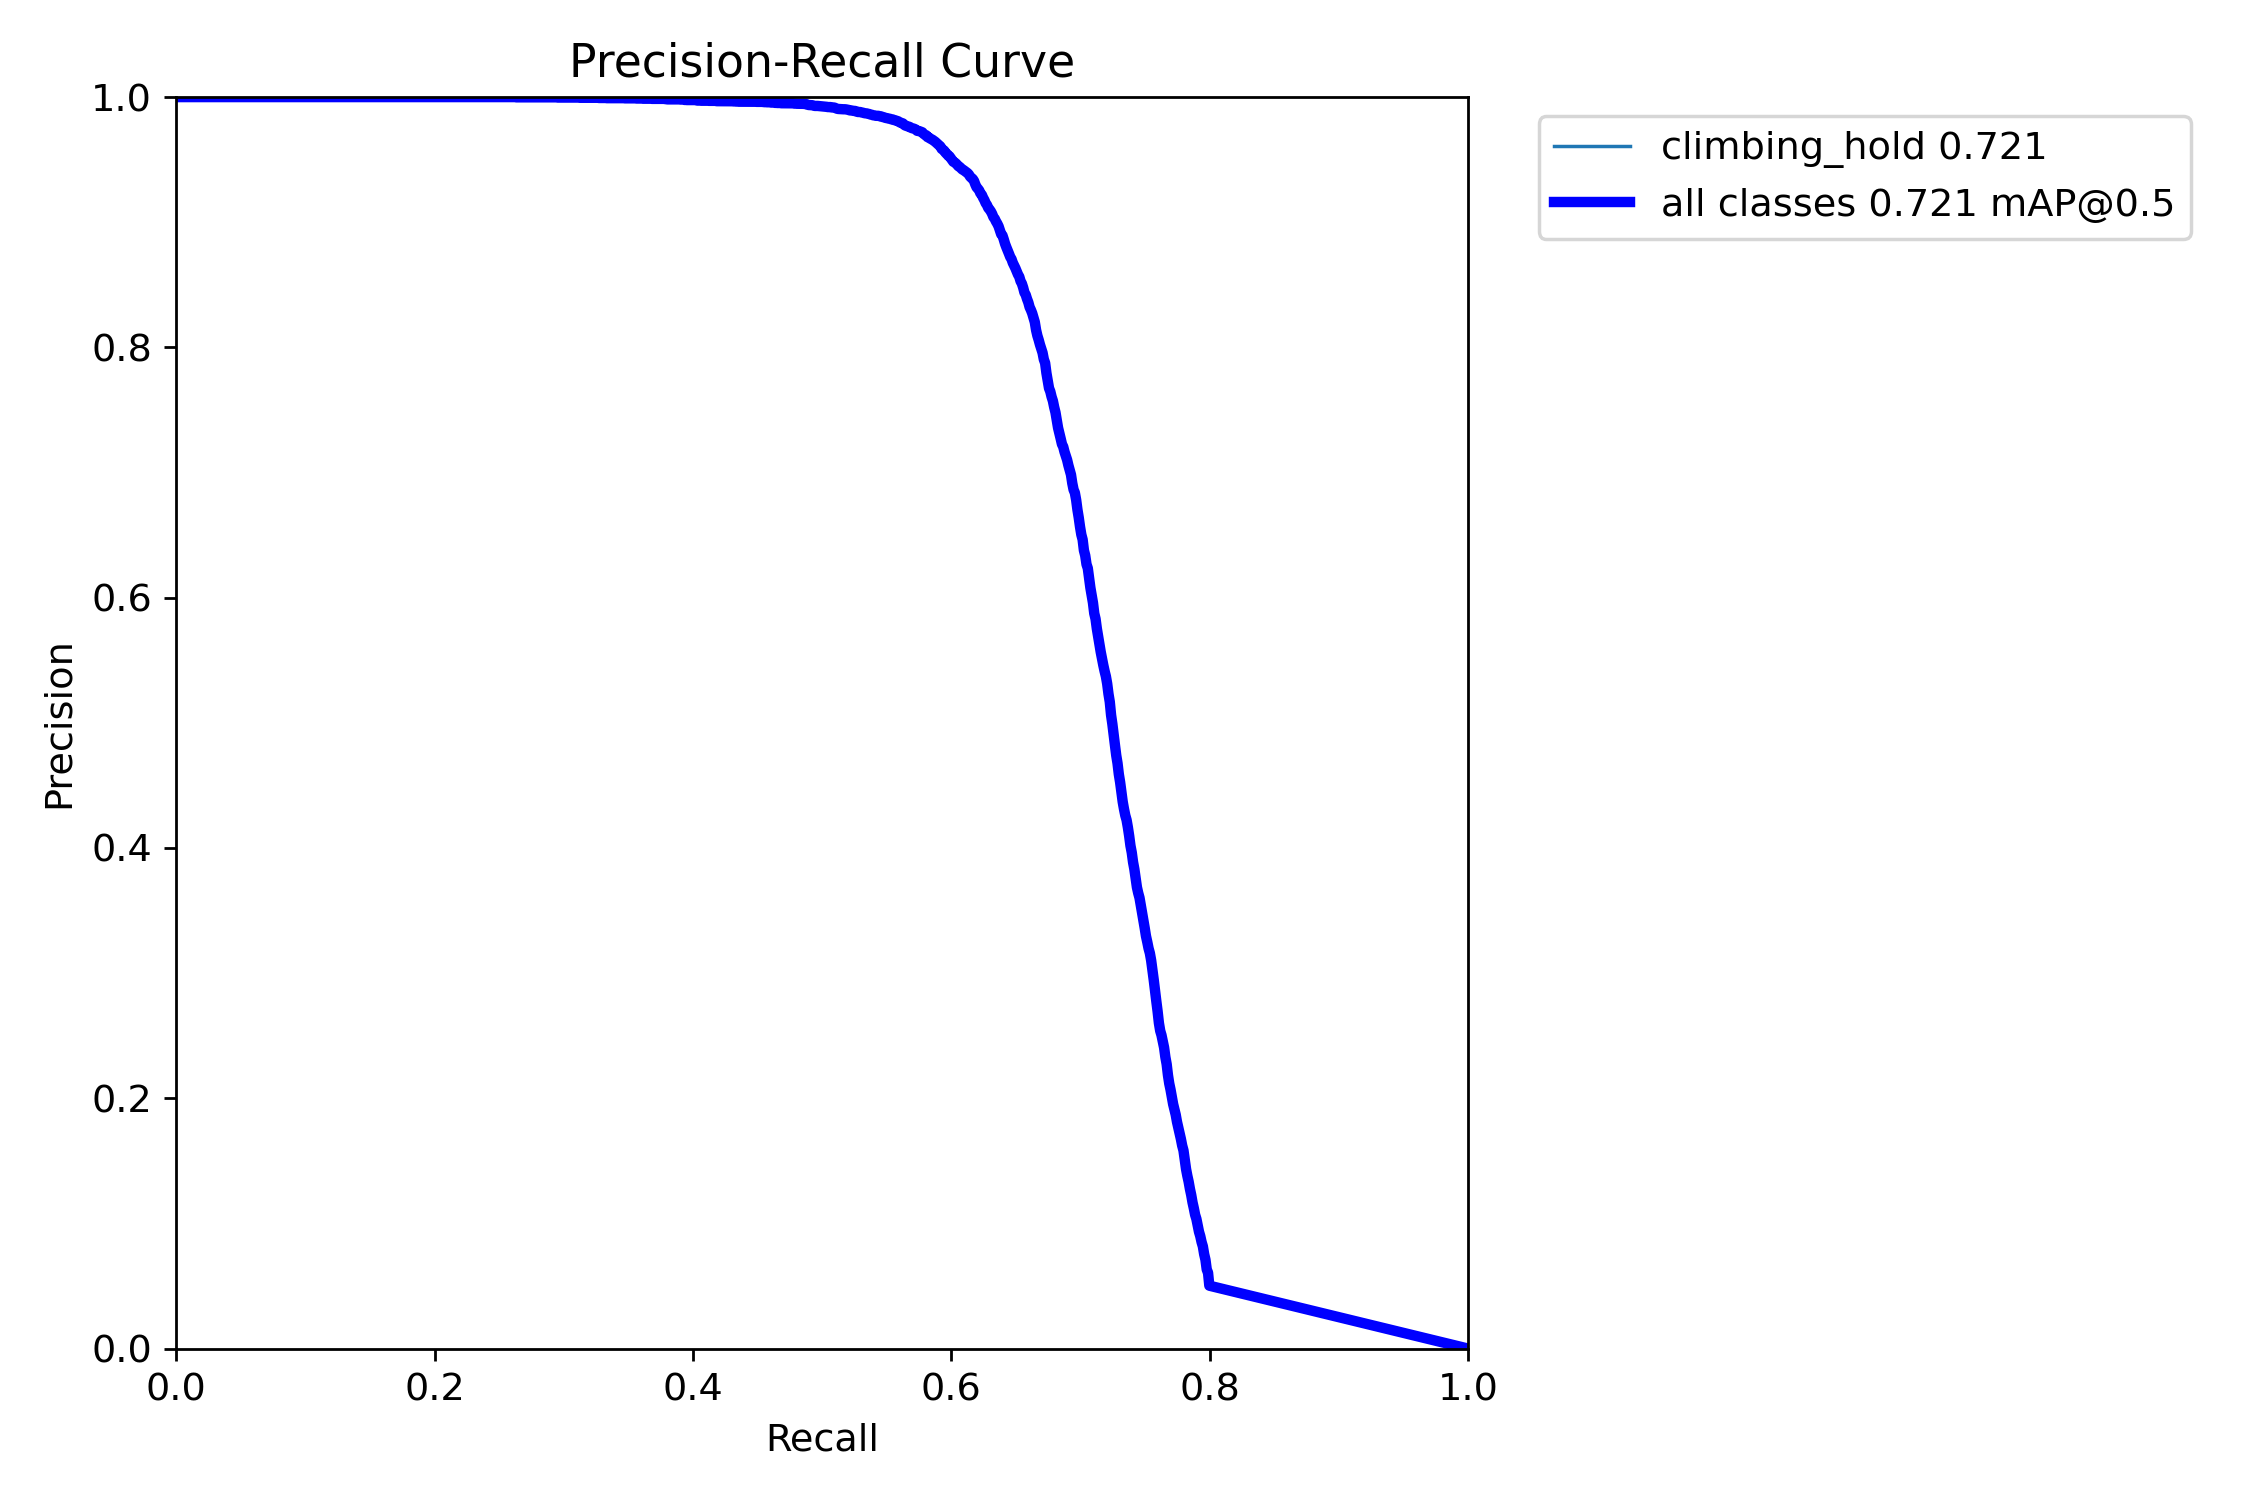 Precision-Recall Curve
1.0
0.8
0.6
0.4
0.2
0.0
Precision
0.0 0.2 0.4 0.6 0.8 1.0
Recall
climbing_hold 0.721
all classes 0.721 mAP@0.5